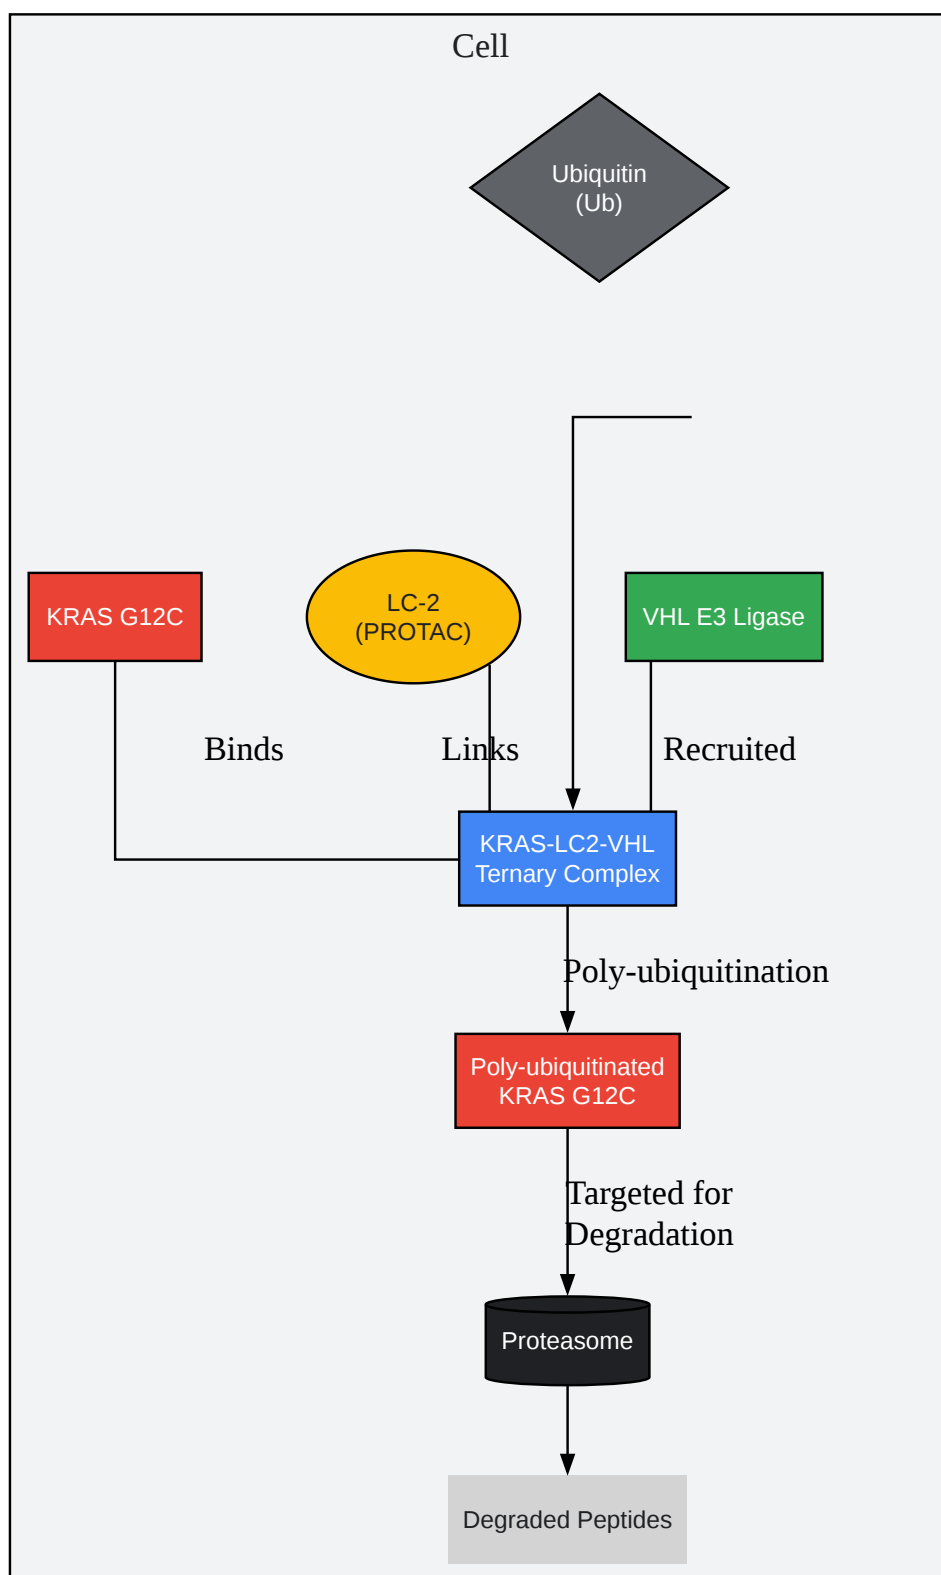 Cell
Ubiquitin
(Ub)
KRAS G12C
LC-2
(PROTAC)
VHL E3 Ligase
Binds
Links
Recruited
KRAS-LC2-VHL
Ternary Complex
Poly-ubiquitination
Poly-ubiquitinated
KRAS G12C
Targeted for
Degradation
Proteasome
Degraded Peptides